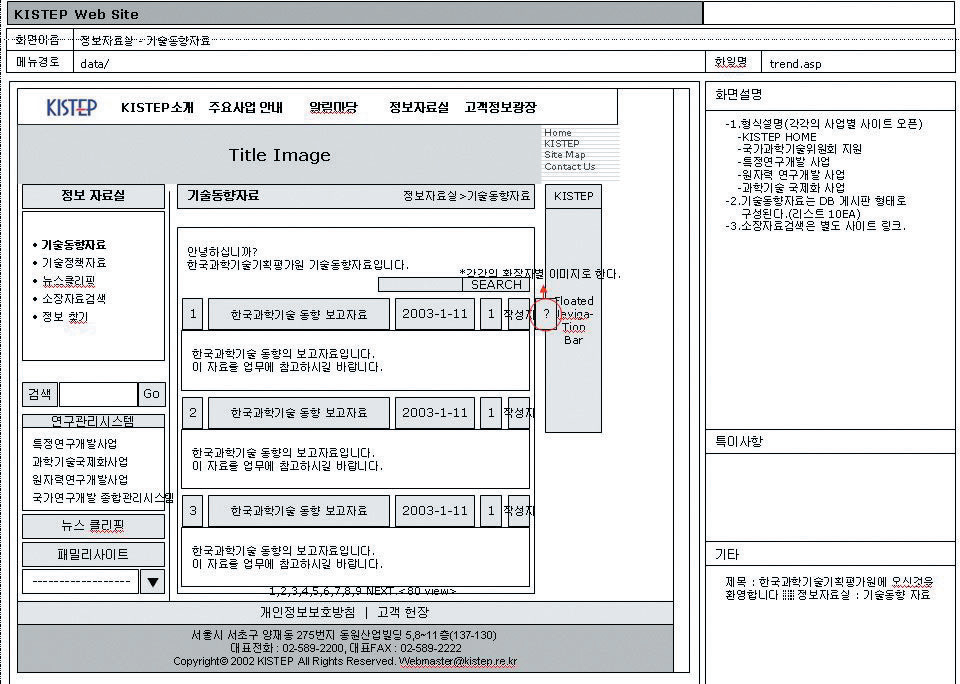 KISTEP Web Site
화면이름 정보자료실 - 기술동향자료
메뉴경로 data/ 화일명 trend.asp
KISTEP KISTEP소개 주요사업 안내 알림마당 정보자료실 고객정보광장
Title Image
Home
KISTEP
Site Map
Contact Us
정보 자료실
• 기술동향자료
• 기술정책자료
• 뉴스클리핑
• 소장자료검색
• 정보 찾기
검색 Go
연구관리시스템
특정연구개발사업
과학기술국제화사업
원자력연구개발사업
국가연구개발 종합관리시스템
뉴스 클리핑
패밀리사이트
------------------ ▼
기술동향자료 정보자료실>기술동향자료
안녕하십니까?
한국과학기술기획평가원 기술동향자료입니다.
*각각의 확장자별 이미지로 한다.
SEARCH
1 한국과학기술 동향 보고자료 2003-1-11 1 작성자 ?
한국과학기술 동향의 보고자료입니다.
이 자료을 업무에 참고하시길 바랍니다.
2 한국과학기술 동향 보고자료 2003-1-11 1 작성자
한국과학기술 동향의 보고자료입니다.
이 자료을 업무에 참고하시길 바랍니다.
3 한국과학기술 동향 보고자료 2003-1-11 1 작성자
한국과학기술 동향의 보고자료입니다.
이 자료을 업무에 참고하시길 바랍니다.
1,2,3,4,5,6,7,8,9 NEXT.<80 view>
KISTEP
Floated
Naviga-
Tion
Bar
개인정보보호방침 | 고객 헌장
서울시 서초구 양재동 275번지 동원산업빌딩 5,8~11층(137-130)
대표전화 : 02-589-2200, 대표FAX : 02-589-2222
Copyright© 2002 KISTEP All Rights Reserved. Webmaster@kistep.re.kr
화면설명
-1.형식설명(각각의 사업별 사이트 오픈)
-KISTEP HOME
-국가과학기술위원회 지원
-특정연구개발 사업
-원자력 연구개발 사업
-과학기술 국제화 사업
-2.기술동향자료는 DB 게시판 형태로
구성된다.(리스트 10EA)
-3.소장자료검색은 별도 사이트 링크.
특이사항
기타
제목 : 한국과학기술기획평가원에 오신것을
환영합니다 ::::정보자료실 : 기술동향 자료